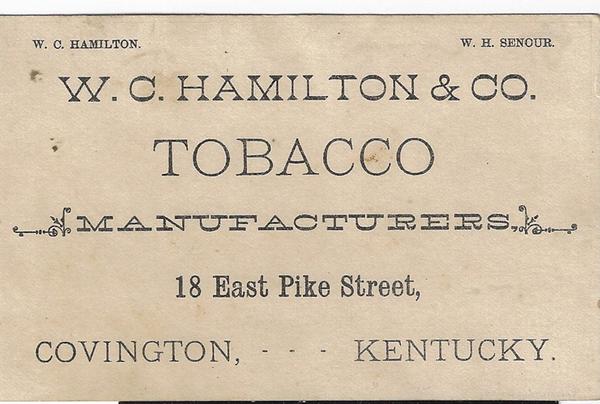 W. C. HAMILTON. W. H. SENOUR.
W. C. HAMILTON & CO.
TOBACCO
MANUFACTURERS,
18 East Pike Street,
COVINGTON, - - - KENTUCKY.